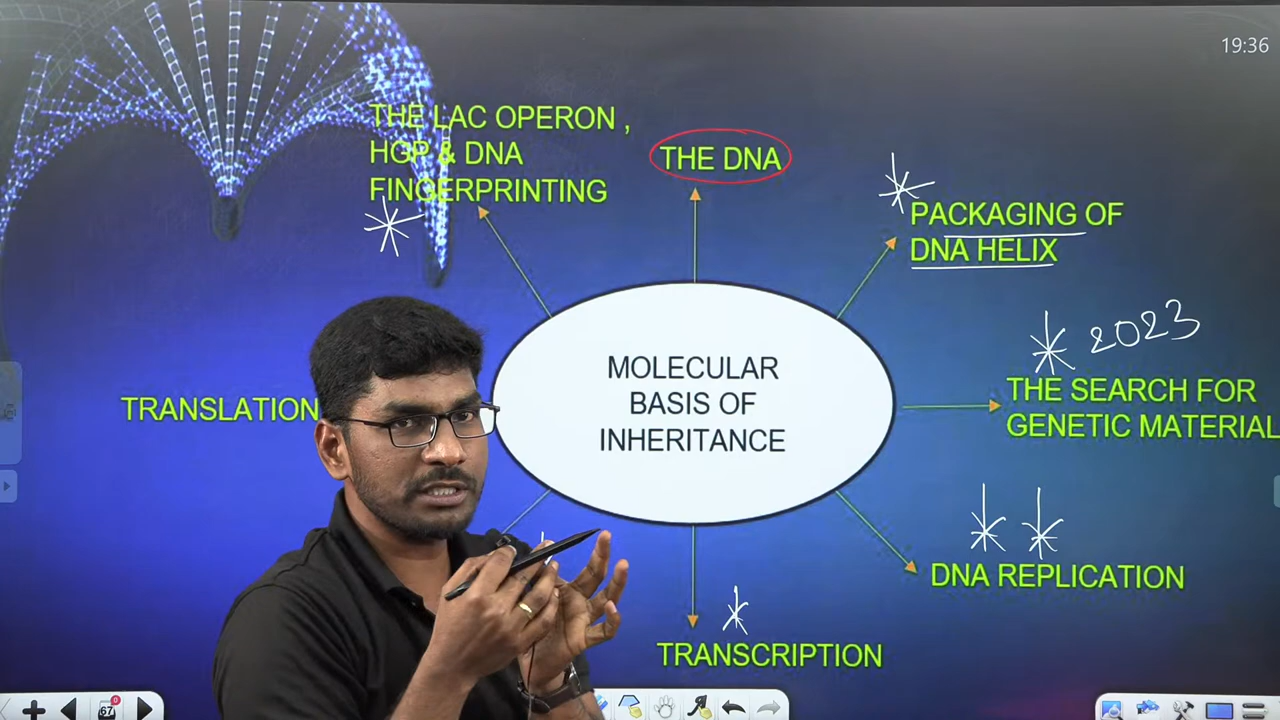 19:36
THE LAC OPERON ,
HGP & DNA
FINGERPRINTING
THE DNA
PACKAGING OF
DNA HELIX
2023
THE SEARCH FOR
GENETIC MATERIAL
MOLECULAR
BASIS OF
INHERITANCE
TRANSLATION
DNA REPLICATION
TRANSCRIPTION
67
0